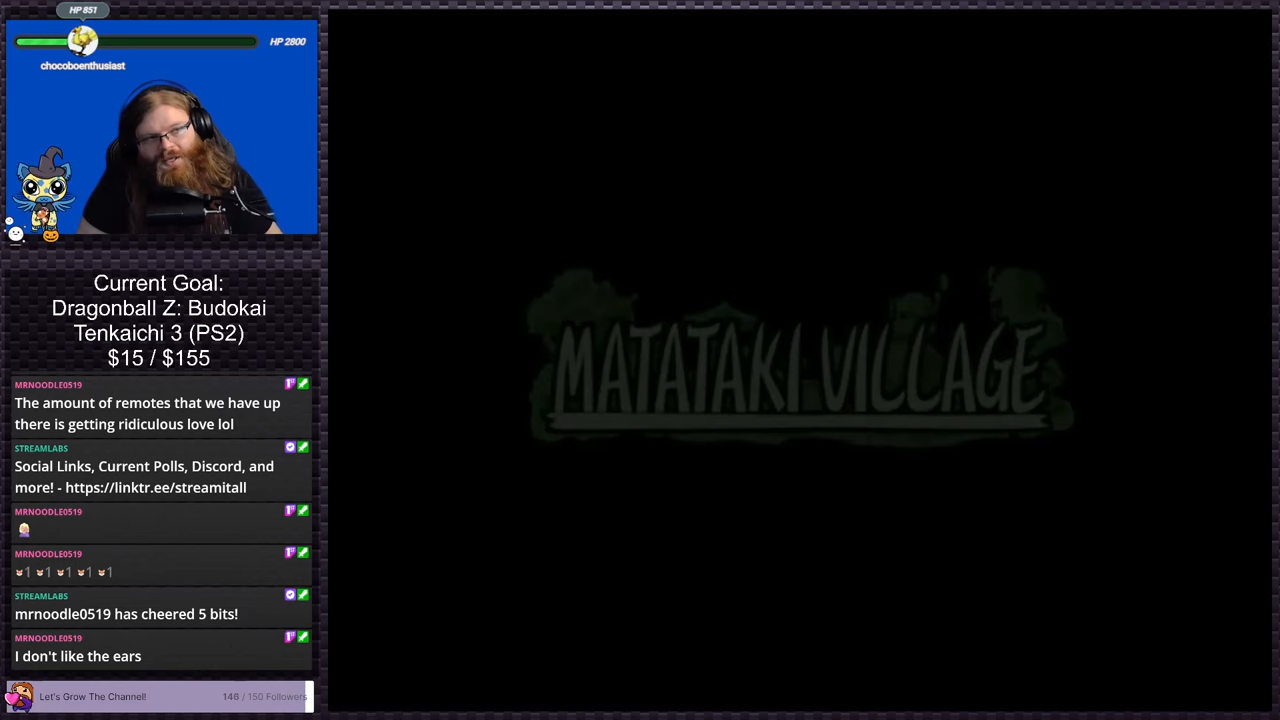 HP 851
HP 2800
chocoboenthusiast
Current Goal:
Dragonball Z: Budokai
Tenkaichi 3 (PS2)
$15 / $155
MRNOODLE0519
The amount of remotes that we have up
there is getting ridiculous love lol
STREAMLABS
Social Links, Current Polls, Discord, and
more! - https://linktr.ee/streamitall
MRNOODLE0519
MRNOODLE0519
1 1 1 1 1
STREAMLABS
mrnoodle0519 has cheered 5 bits!
MRNOODLE0519
I don't like the ears
Let's Grow The Channel!
146 / 150 Followers
MATATAKI VILLAGE